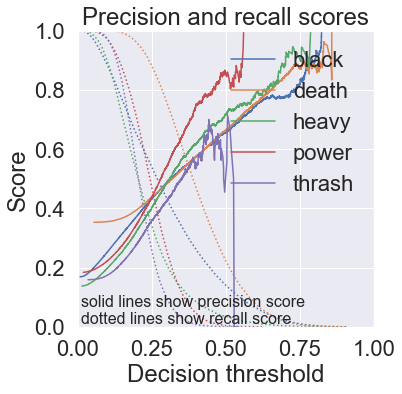 Precision and recall scores
1.0
0.8
0.6
0.4
0.2
0.0
Score
black
death
heavy
power
thrash
solid lines show precision score
dotted lines show recall score
0.00 0.25 0.50 0.75 1.00
Decision threshold